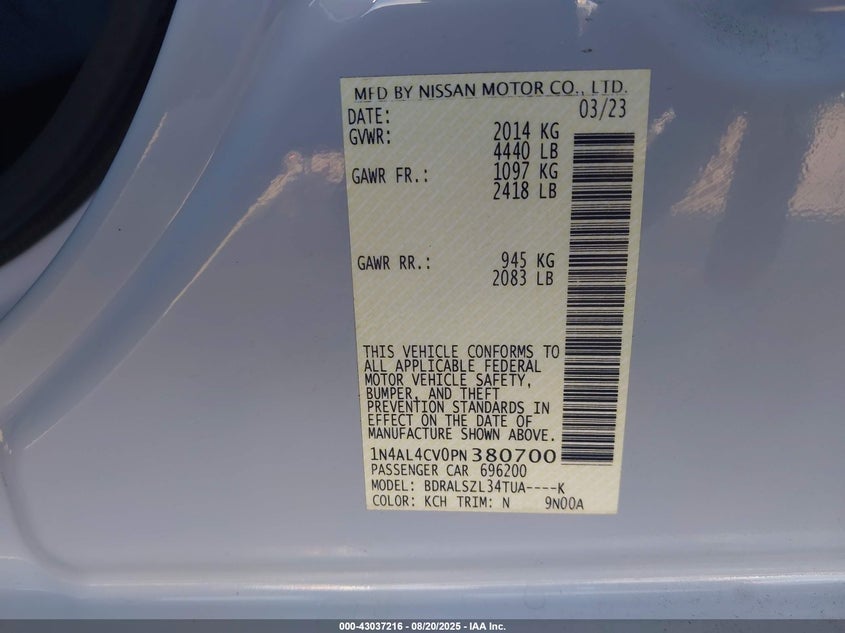 MFD BY NISSAN MOTOR CO., LTD.
DATE: 03/23
GVWR: 2014 KG
4440 LB
GAWR FR.: 1097 KG
2418 LB
GAWR RR.: 945 KG
2083 LB
THIS VEHICLE CONFORMS TO
ALL APPLICABLE FEDERAL
MOTOR VEHICLE SAFETY,
BUMPER, AND THEFT
PREVENTION STANDARDS IN
EFFECT ON THE DATE OF
MANUFACTURE SHOWN ABOVE.
1N4AL4CV0PN380700
PASSENGER CAR 696200
MODEL: BDRALSZL34TUA----K
COLOR: KCH TRIM: N 9N00A
000-43037216 - 08/20/2025 - IAA Inc.